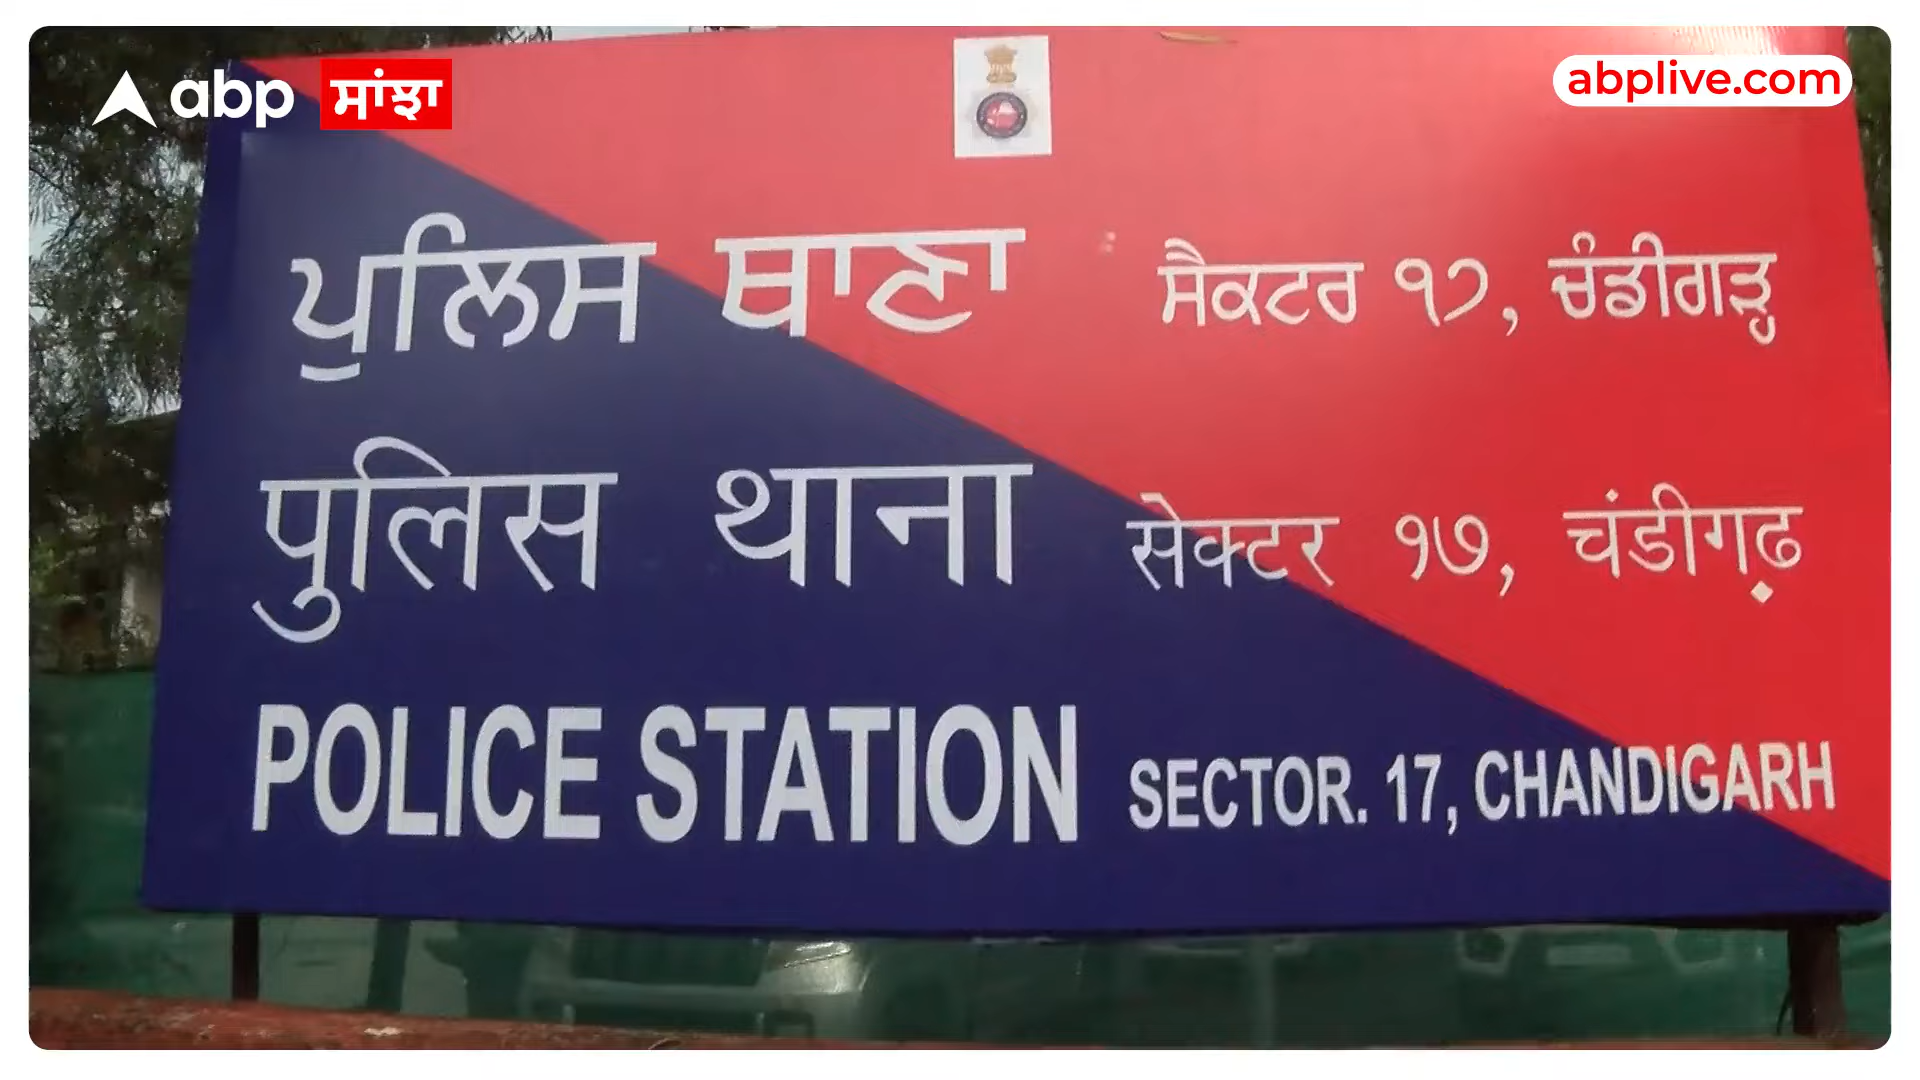 abp ਸਾਂਝਾ
abplive.com
ਪੁਲਿਸ ਥਾਣਾ ਸੈਕਟਰ ੧੭, ਚੰਡੀਗੜ੍ਹ
पुलिस थाना सेक्टर १७, चंडीगढ़
POLICE STATION SECTOR. 17, CHANDIGARH